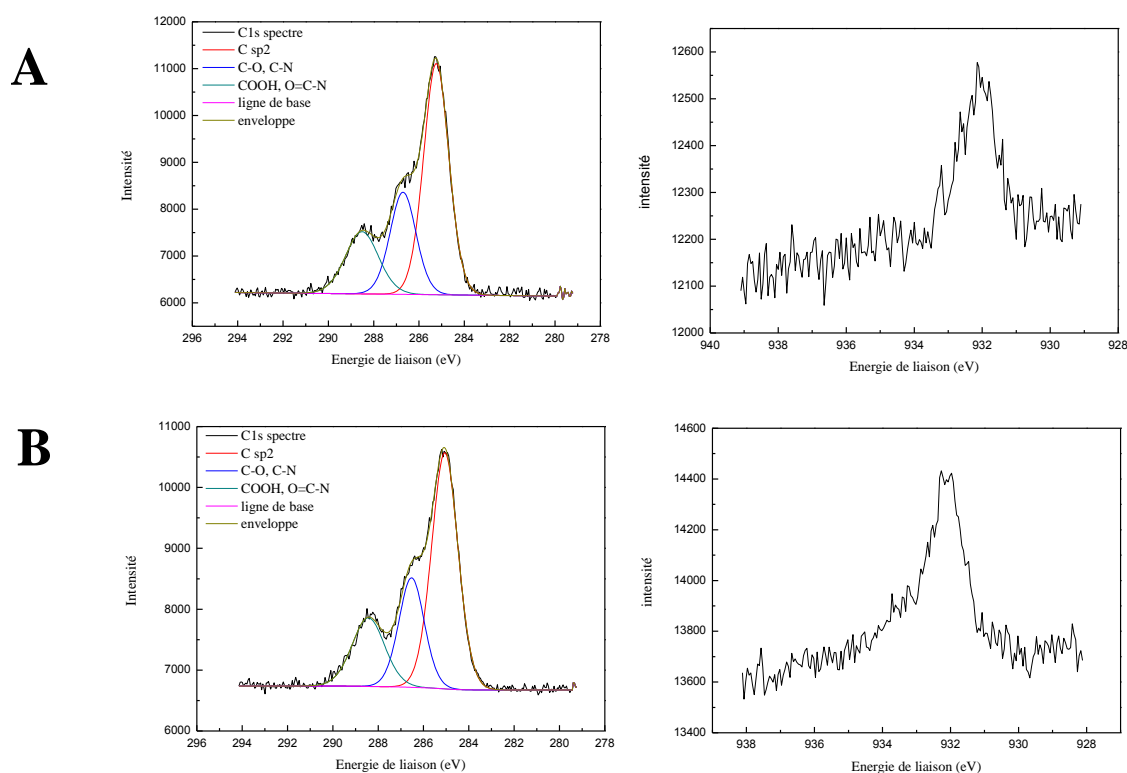 A
12000
11000
10000
9000
8000
7000
6000
Intensité
C1s spectre
C sp2
C-O, C-N
COOH, O=C-N
ligne de base
enveloppe
296 294 292 290 288 286 284 282 280 278
Energie de liaison (eV)
12600
12500
12400
12300
12200
12100
12000
intensité
940 938 936 934 932 930 928
Energie de liaison (eV)
B
11000
10000
9000
8000
7000
6000
Intensité
C1s spectre
C sp2
C-O, C-N
COOH, O=C-N
ligne de base
enveloppe
296 294 292 290 288 286 284 282 280 278
Energie de liaison (eV)
14600
14400
14200
14000
13800
13600
13400
intensité
938 936 934 932 930 928
Energie de liaison (eV)